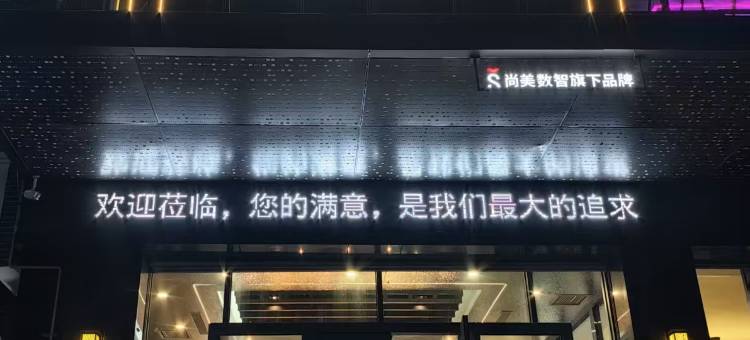 尚美数智旗下品牌
欢迎莅临，您的满意，是我们最大的追求